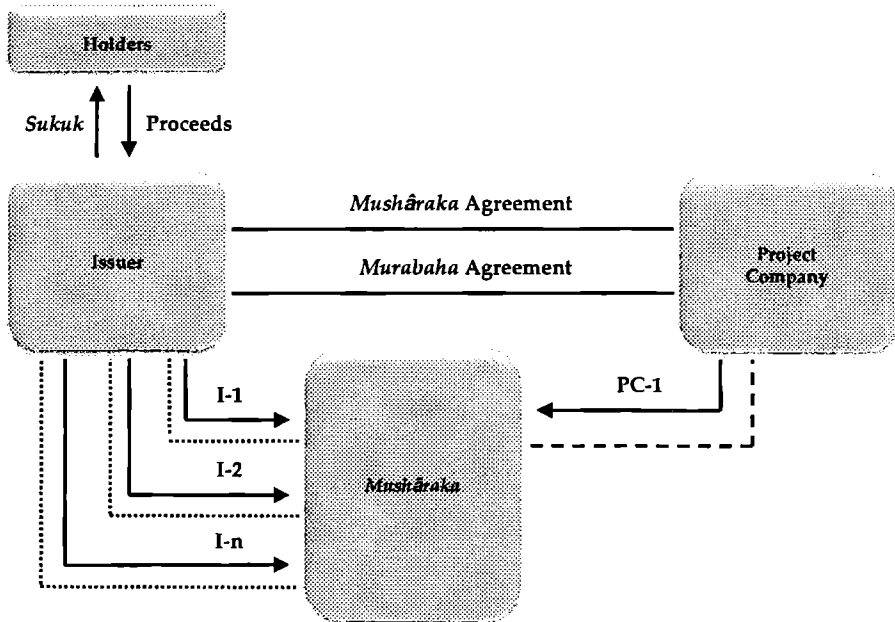 Holders
Sukuk
Proceeds
Mushâraka Agreement
Issuer
Murabaha Agreement
Project
Company
I-1
PC-1
I-2
Mushâraka
I-n